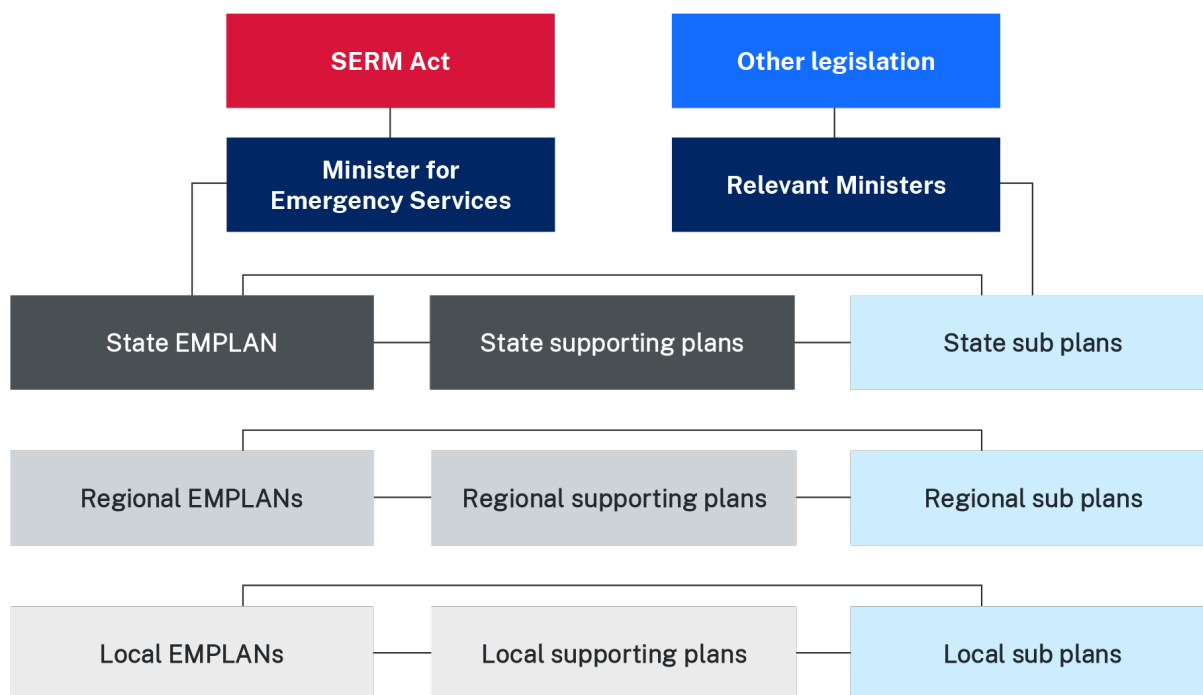 SERM Act
Other legislation
Minister for
Emergency Services
Relevant Ministers
State EMPLAN
State supporting plans
State sub plans
Regional EMPLANs
Regional supporting plans
Regional sub plans
Local EMPLANs
Local supporting plans
Local sub plans